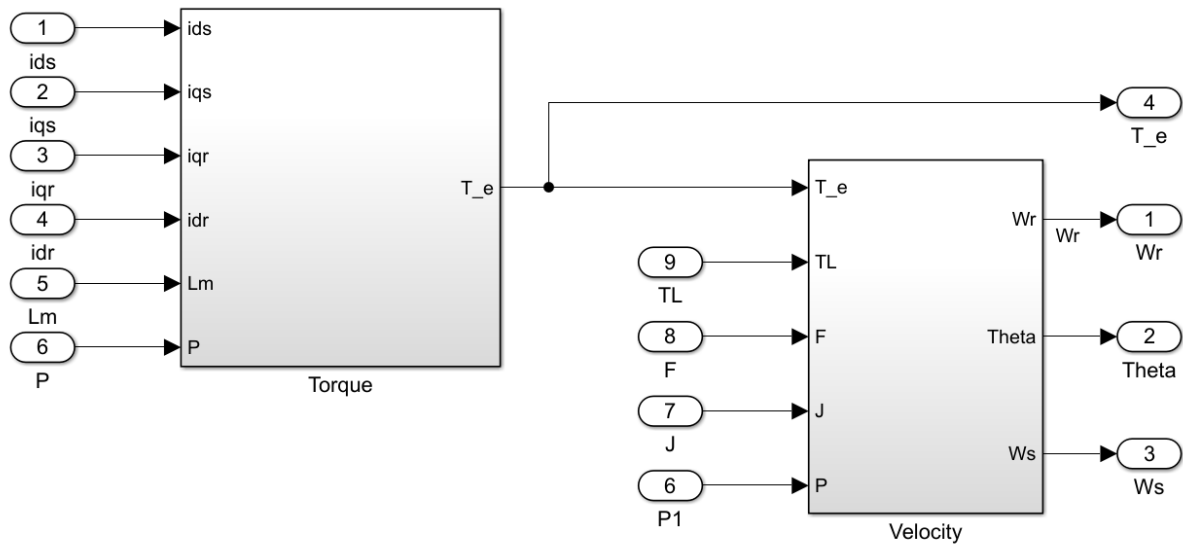 1
ids
2
iqs
3
iqr
4
idr
5
Lm
6
P
ids
iqs
iqr
idr
Lm
P
T_e
Torque
9
TL
8
F
7
J
6
P1
T_e
TL
F
J
P
Wr
Theta
Ws
Velocity
Wr
4
T_e
1
Wr
2
Theta
3
Ws